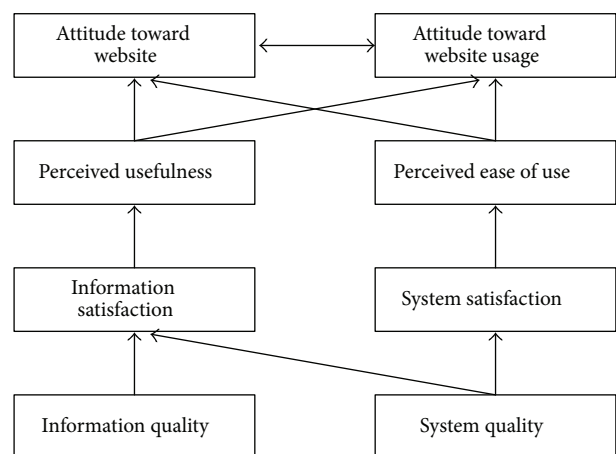 Attitude toward
website
Attitude toward
website usage
Perceived usefulness
Perceived ease of use
Information
satisfaction
System satisfaction
Information quality
System quality